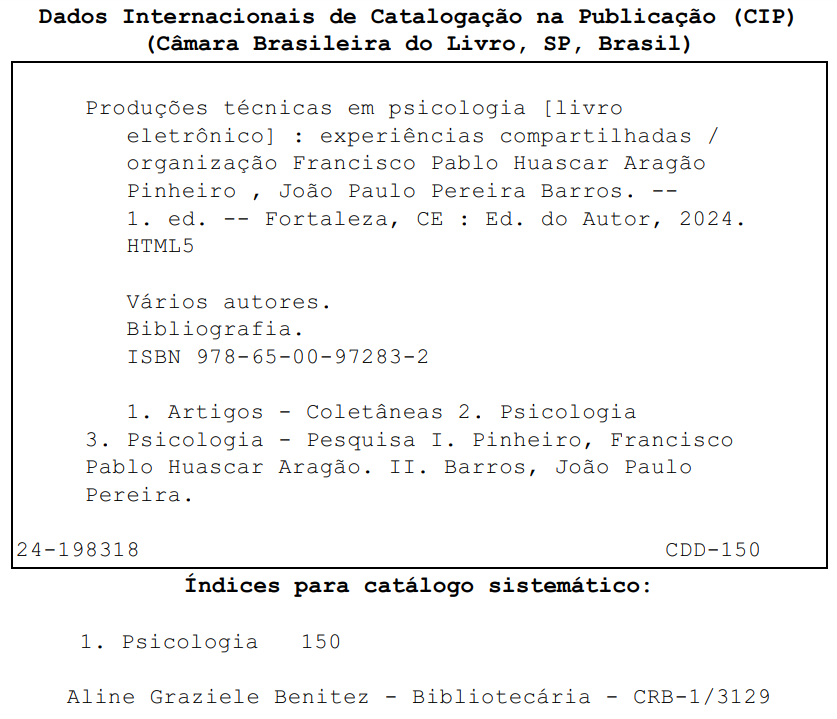 Dados Internacionais de Catalogação na Publicação (CIP)
(Câmara Brasileira do Livro, SP, Brasil)
Produções técnicas em psicologia [livro
eletrônico] : experiências compartilhadas /
organização Francisco Pablo Huascar Aragão
Pinheiro , João Paulo Pereira Barros. --
1. ed. -- Fortaleza, CE : Ed. do Autor, 2024.
HTML5
Vários autores.
Bibliografia.
ISBN 978-65-00-97283-2
1. Artigos - Coletâneas 2. Psicologia
3. Psicologia - Pesquisa I. Pinheiro, Francisco
Pablo Huascar Aragão. II. Barros, João Paulo
Pereira.
24-198318 CDD-150
Índices para catálogo sistemático:
1. Psicologia 150
Aline Graziele Benitez - Bibliotecária - CRB-1/3129